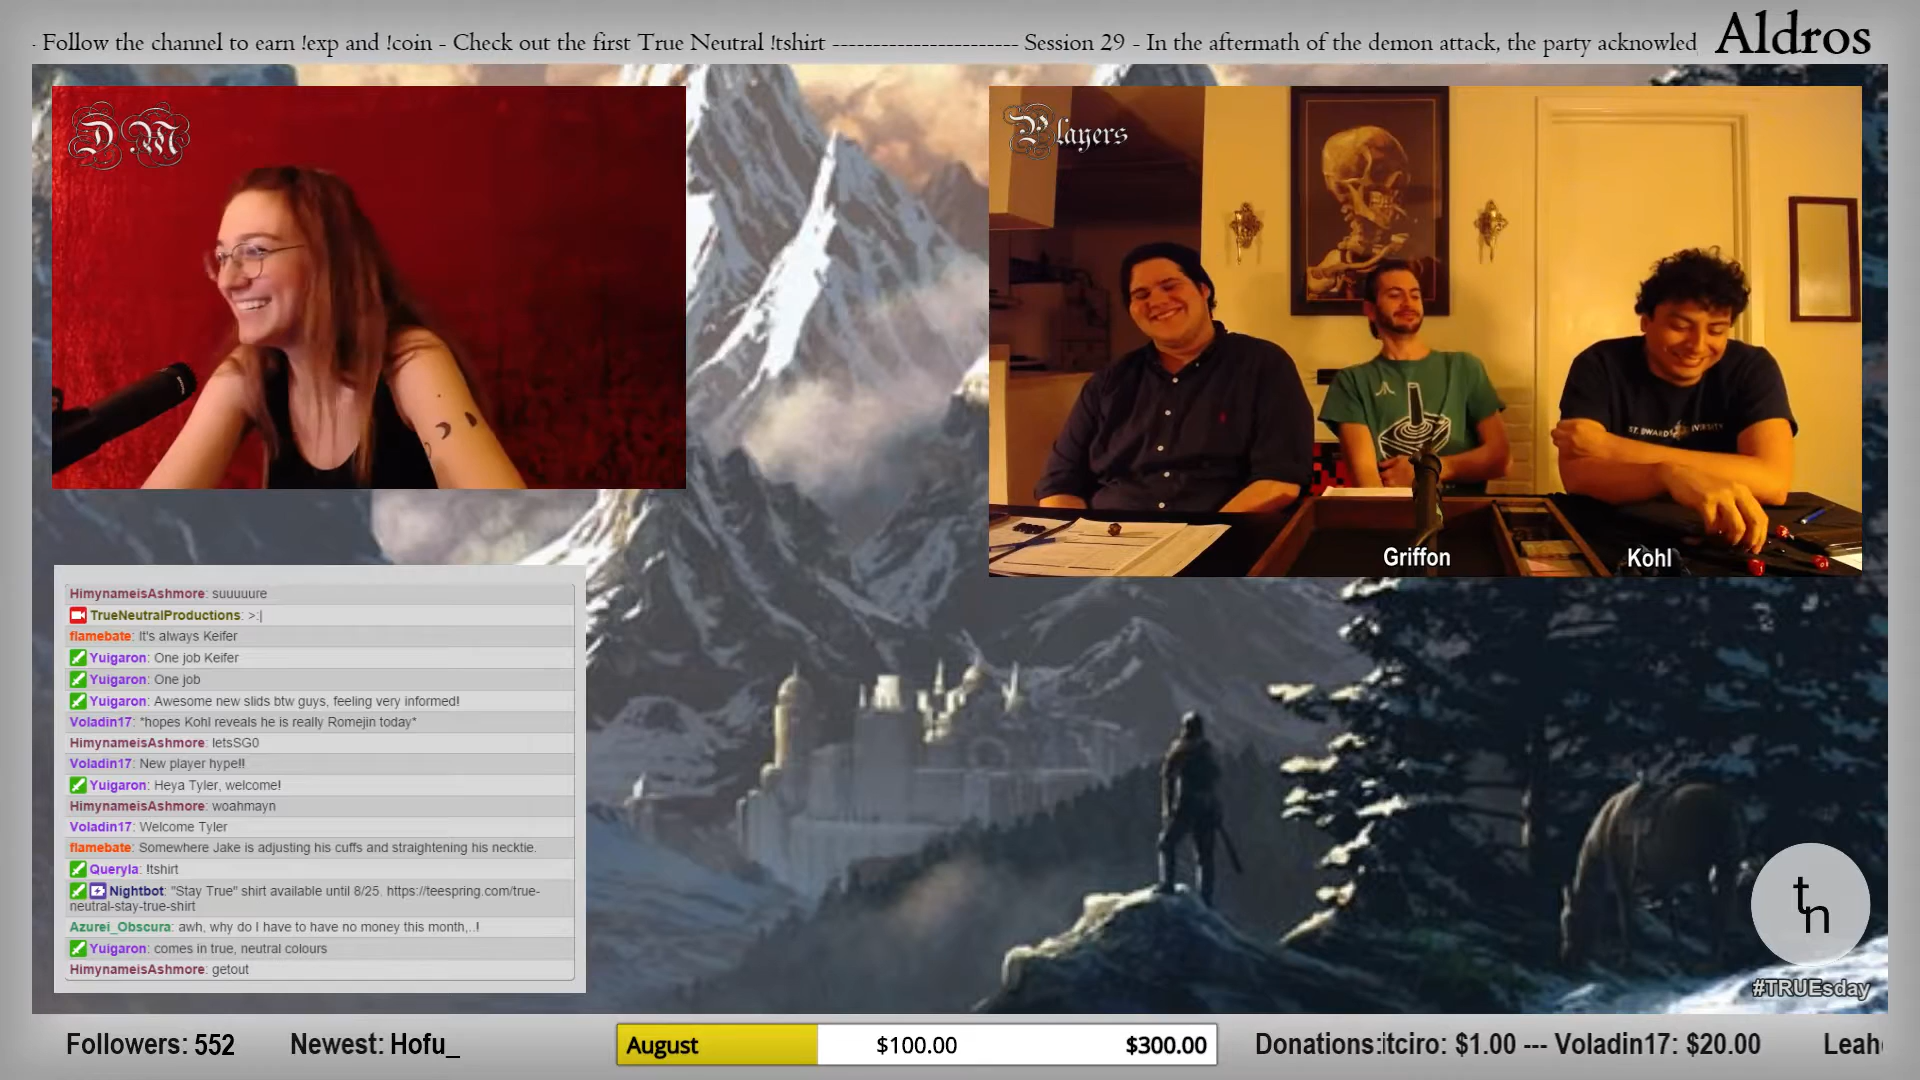 - Follow the channel to earn !exp and !coin - Check out the first True Neutral !tshirt ----------------------- Session 29 - In the aftermath of the demon attack, the party acknowled
Aldros
DM
Players
Griffon
Kohl
HimynameisAshmore: suuuuure
TrueNeutralProductions: >:|
flamebate: It's always Keifer
Yuigaron: One job Keifer
Yuigaron: One job
Yuigaron: Awesome new slids btw guys, feeling very informed!
Voladin17: *hopes Kohl reveals he is really Romejin today*
HimynameisAshmore: letsSG0
Voladin17: New player hype!!
Yuigaron: Heya Tyler, welcome!
HimynameisAshmore: woahmayn
Voladin17: Welcome Tyler
flamebate: Somewhere Jake is adjusting his cuffs and straightening his necktie.
Queryla: !tshirt
Nightbot: "Stay True" shirt available until 8/25. https://teespring.com/true-
neutral-stay-true-shirt
Azurei_Obscura: awh, why do I have to have no money this month,..!
Yuigaron: comes in true, neutral colours
HimynameisAshmore: getout
tn
#TRUEsday
Followers: 552
Newest: Hofu_
August $100.00 $300.00
Donations: itciro: $1.00 --- Voladin17: $20.00 Leah